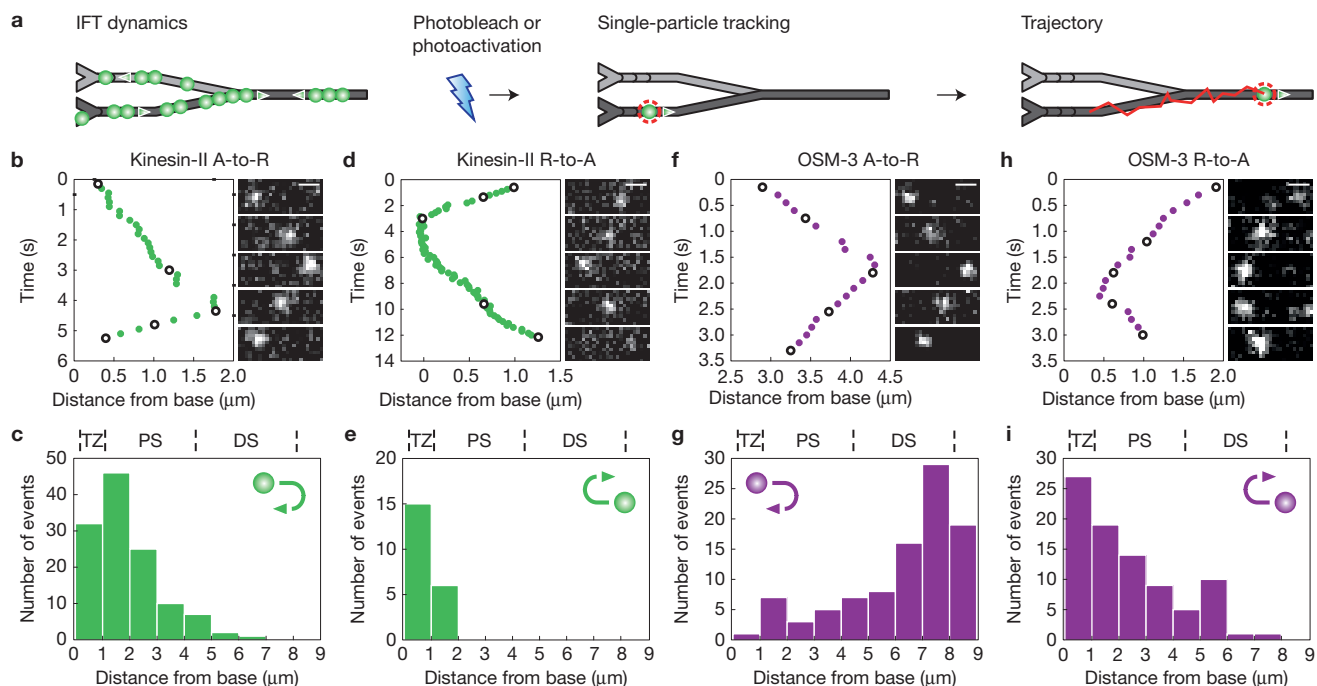 a
IFT dynamics
Photobleach or
photoactivation
Single-particle tracking
Trajectory
b
Kinesin-II A-to-R
0
1
2
3
4
5
6
Time (s)
0
0.5
1.0
1.5
2.0
Distance from base (μm)
d
Kinesin-II R-to-A
0
2
4
6
8
10
12
14
Time (s)
0
0.5
1.0
1.5
Distance from base (μm)
f
OSM-3 A-to-R
0
0.5
1.0
1.5
2.0
2.5
3.0
3.5
Time (s)
2.5
3.0
3.5
4.0
4.5
Distance from base (μm)
h
OSM-3 R-to-A
0
0.5
1.0
1.5
2.0
2.5
3.0
3.5
Time (s)
0
0.5
1.0
1.5
2.0
Distance from base (μm)
c
TZ PS DS
50
40
30
20
10
0
Number of events
0 1 2 3 4 5 6 7 8 9
Distance from base (μm)
e
TZ PS DS
20
15
10
5
0
Number of events
0 1 2 3 4 5 6 7 8 9
Distance from base (μm)
g
TZ PS DS
30
25
20
15
10
5
0
Number of events
0 1 2 3 4 5 6 7 8 9
Distance from base (μm)
i
TZ PS DS
30
25
20
15
10
5
0
Number of events
0 1 2 3 4 5 6 7 8 9
Distance from base (μm)